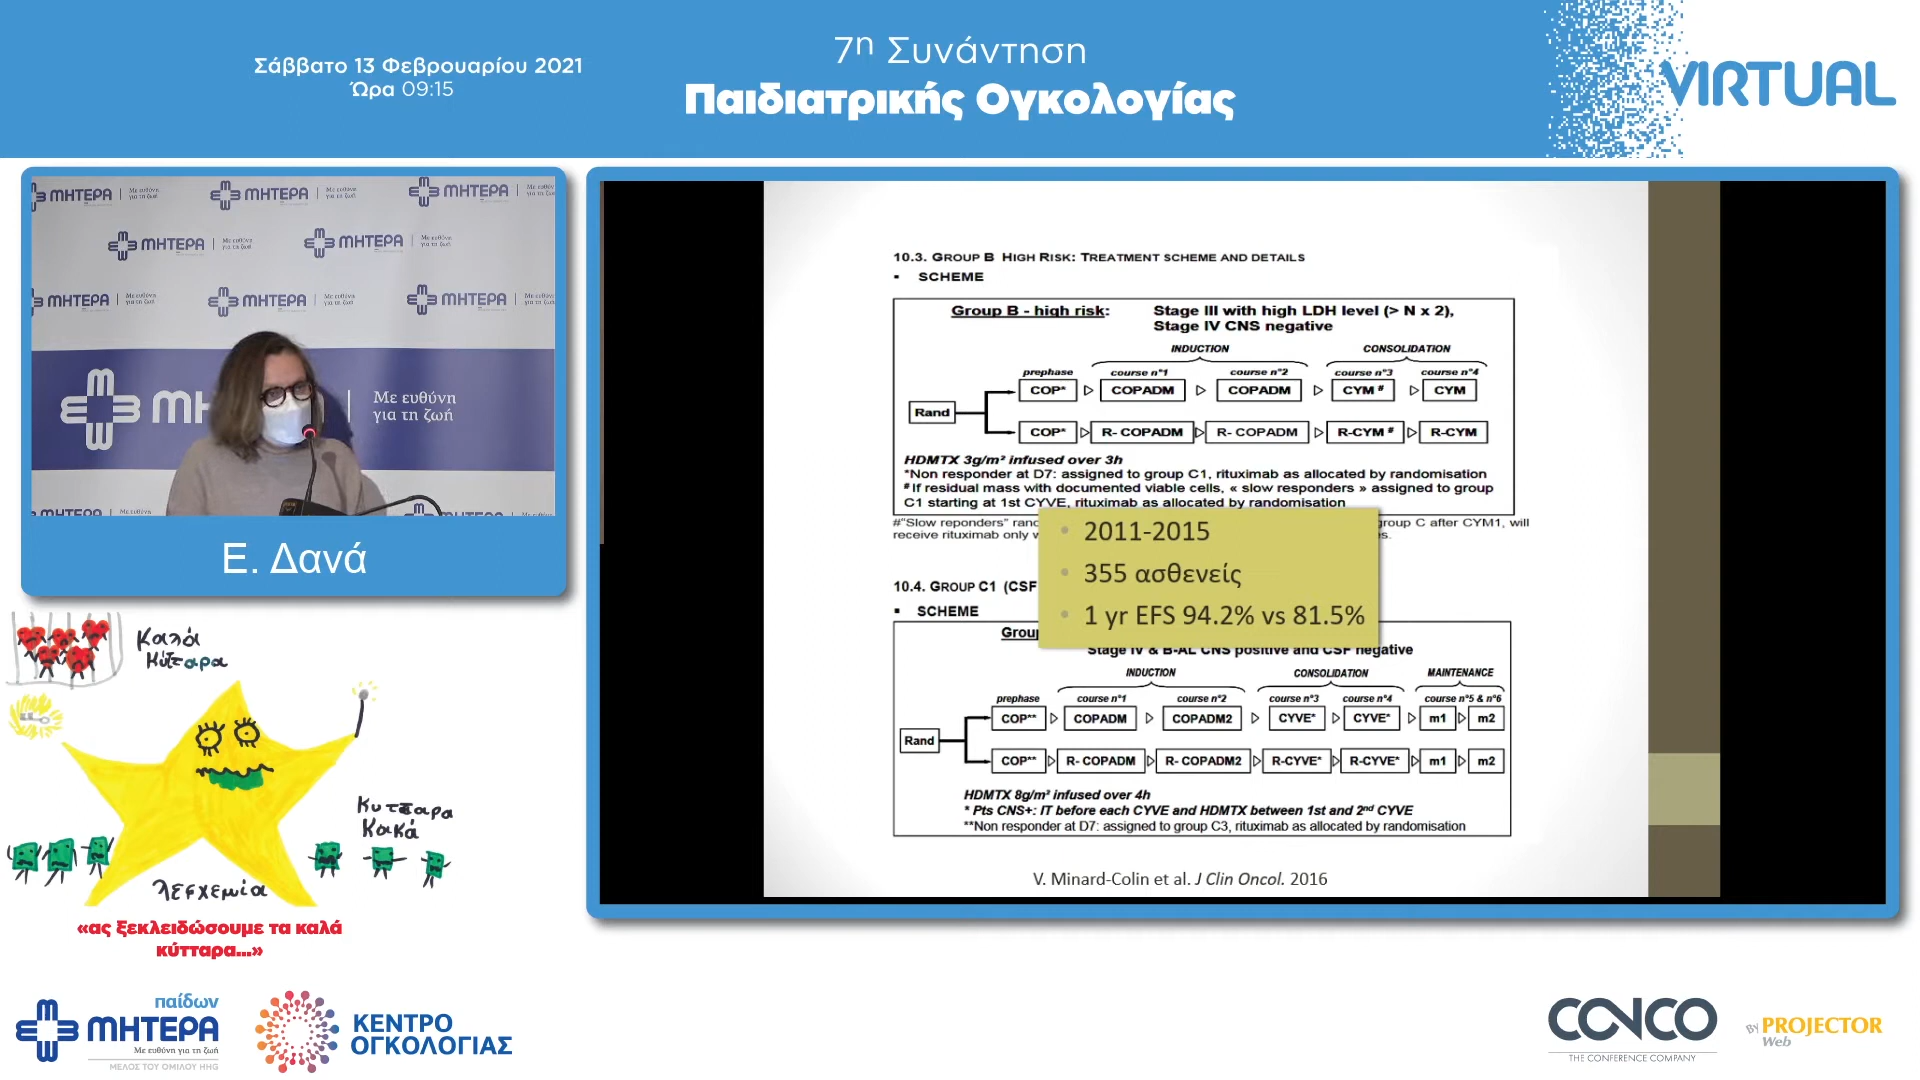 Σάββατο 13 Φεβρουαρίου 2021
Ώρα 09:15
7η Συνάντηση
Παιδιατρικής Ογκολογίας
VIRTUAL
ΜΗΤΕΡΑ
Με ευθύνη
για τη ζωή
Ε. Δανά
10.3. GROUP B HIGH RISK: TREATMENT SCHEME AND DETAILS
▪ SCHEME
Group B - high risk: Stage III with high LDH level (> N x 2),
Stage IV CNS negative
INDUCTION CONSOLIDATION
prephase course n°1 course n°2 course n°3 course n°4
COP* COPADM COPADM CYM # CYM
Rand
COP* R- COPADM R- COPADM R-CYM # R-CYM
HDMTX 3g/m² infused over 3h
*Non responder at D7: assigned to group C1, rituximab as allocated by randomisation
#If residual mass with documented viable cells, « slow responders » assigned to group
C1 starting at 1st CYVE, rituximab as allocated by randomisation
#"Slow reponders" ranc group C after CYM1, will
receive rituximab only
• 2011-2015
• 355 ασθενείς
• 1 yr EFS 94.2% vs 81.5%
10.4. GROUP C1 (CSF
▪ SCHEME
Grou
Stage IV & B-AL CNS positive and CSF negative
INDUCTION CONSOLIDATION MAINTENANCE
prephase course n°1 course n°2 course n°3 course n°4 course n°5 & n°6
COP** COPADM COPADM2 CYVE* CYVE* m1 m2
Rand
COP** R- COPADM R- COPADM2 R-CYVE* R-CYVE* m1 m2
HDMTX 8g/m² infused over 4h
* Pts CNS+: IT before each CYVE and HDMTX between 1st and 2nd CYVE
**Non responder at D7: assigned to group C3, rituximab as allocated by randomisation
V. Minard-Colin et al. J Clin Oncol. 2016
Καλά
Κύτταρα
Κυτταρα
Κακά
λεγχεμία
«ας ξεκλειδώσουμε τα καλά
κύτταρα...»
παίδων
ΜΗΤΕΡΑ
Με ευθύνη για τη ζωή
ΜΕΛΟΣ ΤΟΥ ΟΜΙΛΟΥ HHG
ΚΕΝΤΡΟ
ΟΓΚΟΛΟΓΙΑΣ
CONCO
THE CONFERENCE COMPANY
BY PROJECTOR
Web